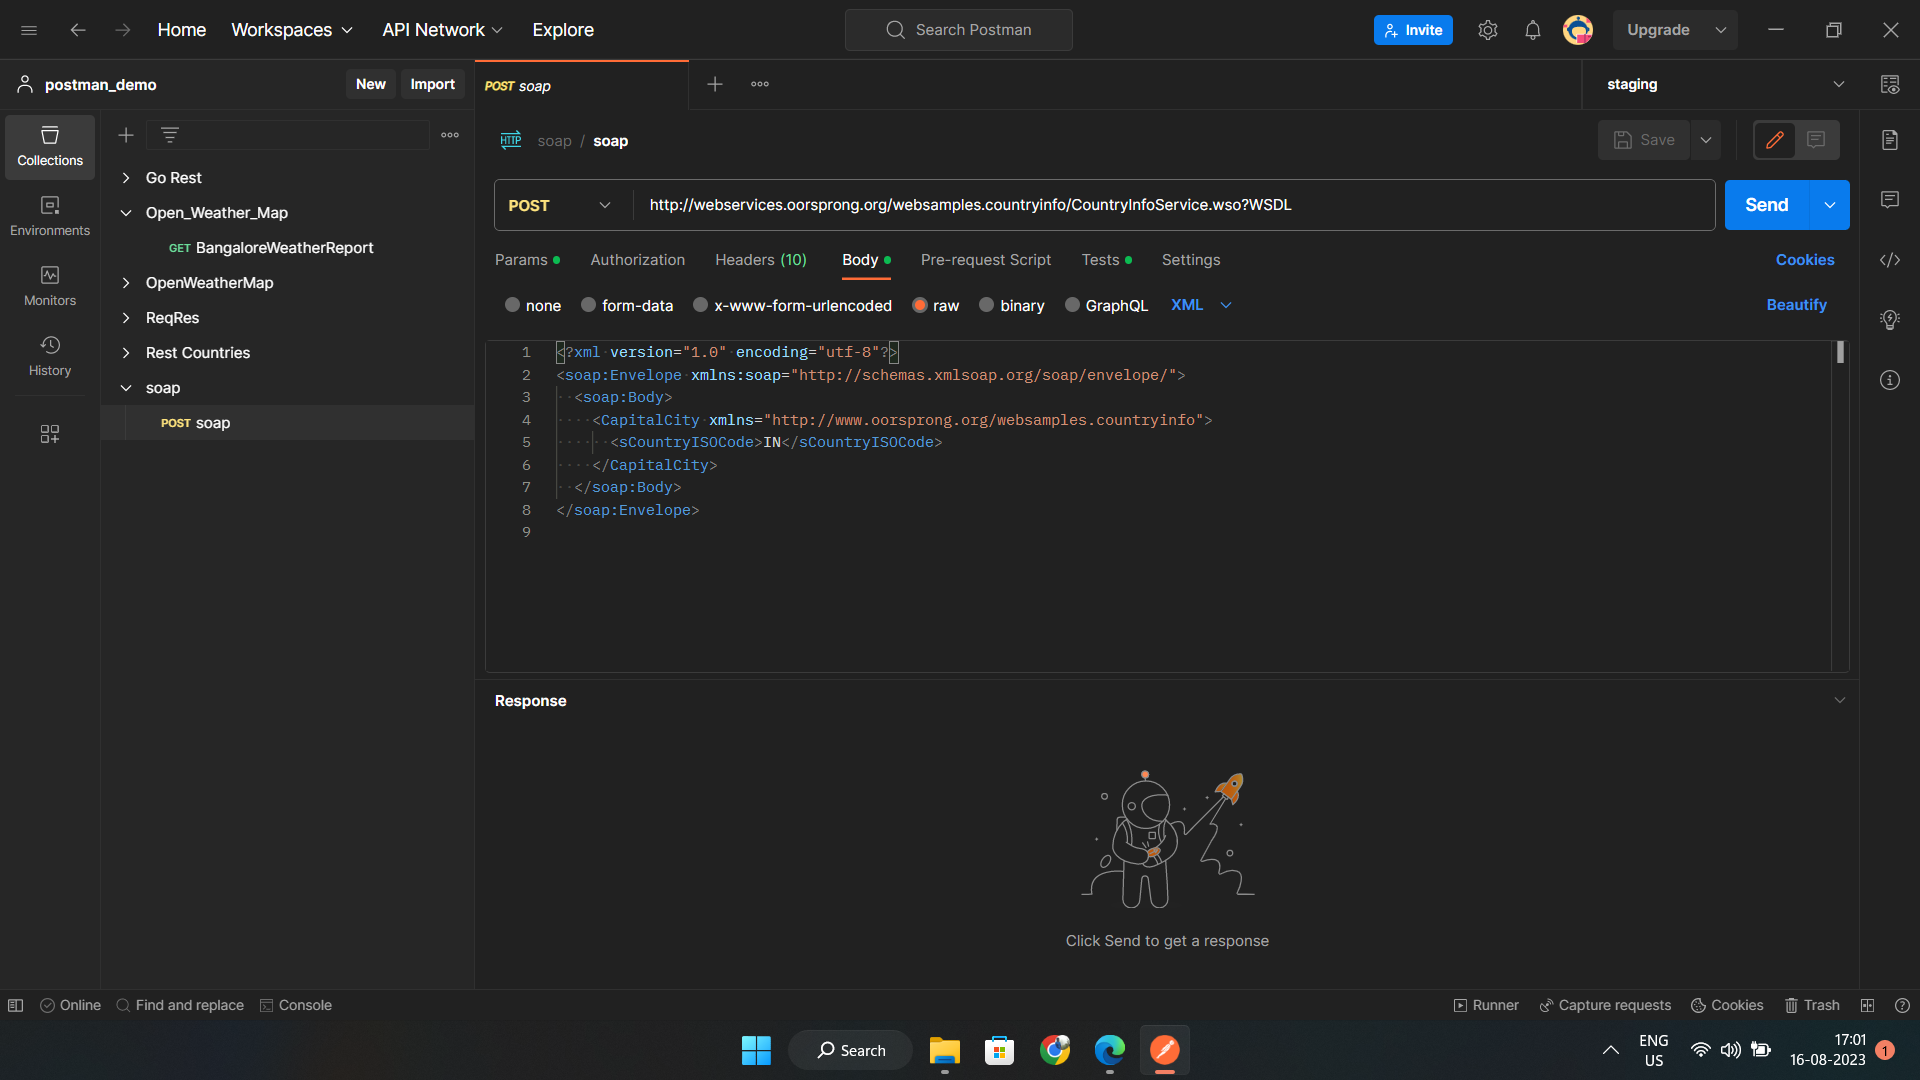 Home Workspaces API Network Explore Search Postman Invite Upgrade
postman_demo New Import POST soap staging
Collections
Environments
Monitors
History
Go Rest
Open_Weather_Map
GET BangaloreWeatherReport
OpenWeatherMap
ReqRes
Rest Countries
soap
POST soap
HTTP soap / soap Save
POST http://webservices.oorsprong.org/websamples.countryinfo/CountryInfoService.wso?WSDL Send
Params Authorization Headers (10) Body Pre-request Script Tests Settings Cookies
none form-data x-www-form-urlencoded raw binary GraphQL XML Beautify
1 <?xml version="1.0" encoding="utf-8"?>
2 <soap:Envelope xmlns:soap="http://schemas.xmlsoap.org/soap/envelope/">
3 <soap:Body>
4 <CapitalCity xmlns="http://www.oorsprong.org/websamples.countryinfo">
5 <sCountryISOCode>IN</sCountryISOCode>
6 </CapitalCity>
7 </soap:Body>
8 </soap:Envelope>
9
Response
Click Send to get a response
Online Find and replace Console Runner Capture requests Cookies Trash
Search
ENG
US
17:01
16-08-2023
1